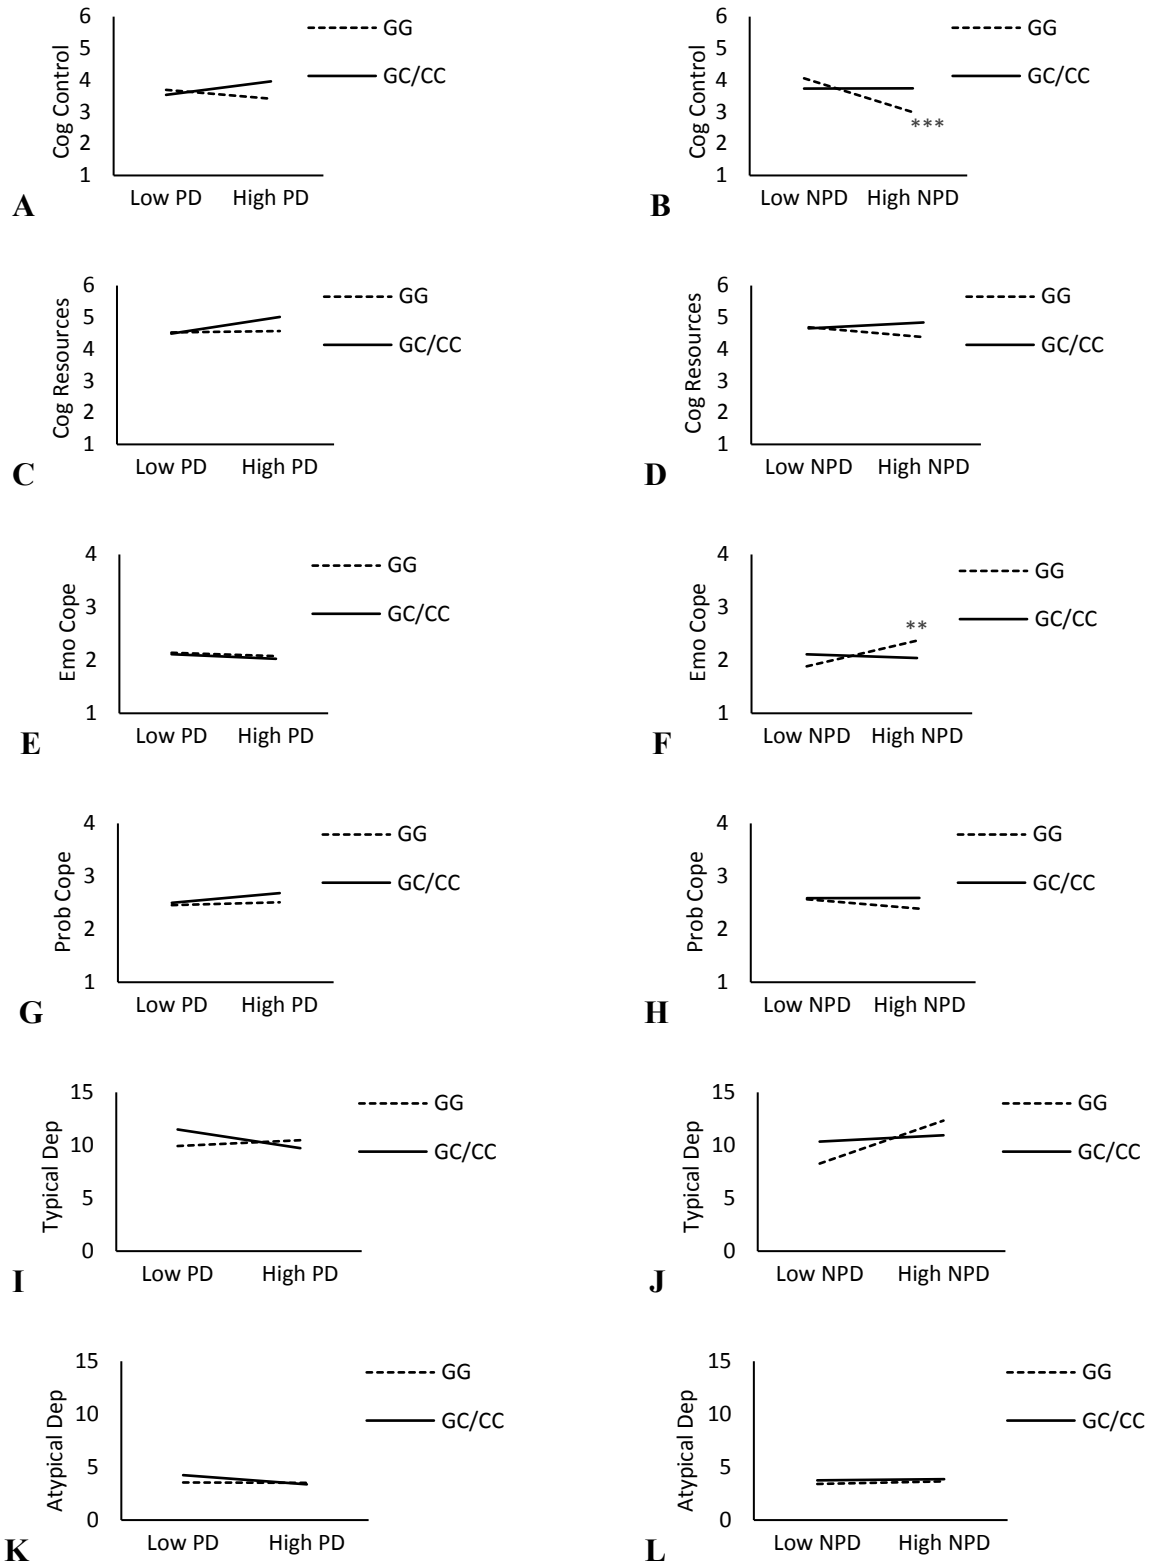 Cog Control
6
5
4
3
2
1
Low PD High PD
GG
GC/CC
A
Cog Control
6
5
4
3
2
1
Low NPD High NPD
GG
GC/CC
***
B
Cog Resources
6
5
4
3
2
1
Low PD High PD
GG
GC/CC
C
Cog Resources
6
5
4
3
2
1
Low NPD High NPD
GG
GC/CC
D
Emo Cope
4
3
2
1
Low PD High PD
GG
GC/CC
E
Emo Cope
4
3
2
1
Low NPD High NPD
GG
GC/CC
**
F
Prob Cope
4
3
2
1
Low PD High PD
GG
GC/CC
G
Prob Cope
4
3
2
1
Low NPD High NPD
GG
GC/CC
H
Typical Dep
15
10
5
0
Low PD High PD
GG
GC/CC
I
Typical Dep
15
10
5
0
Low NPD High NPD
GG
GC/CC
J
Atypical Dep
15
10
5
0
Low PD High PD
GG
GC/CC
K
Atypical Dep
15
10
5
0
Low NPD High NPD
GG
GC/CC
L